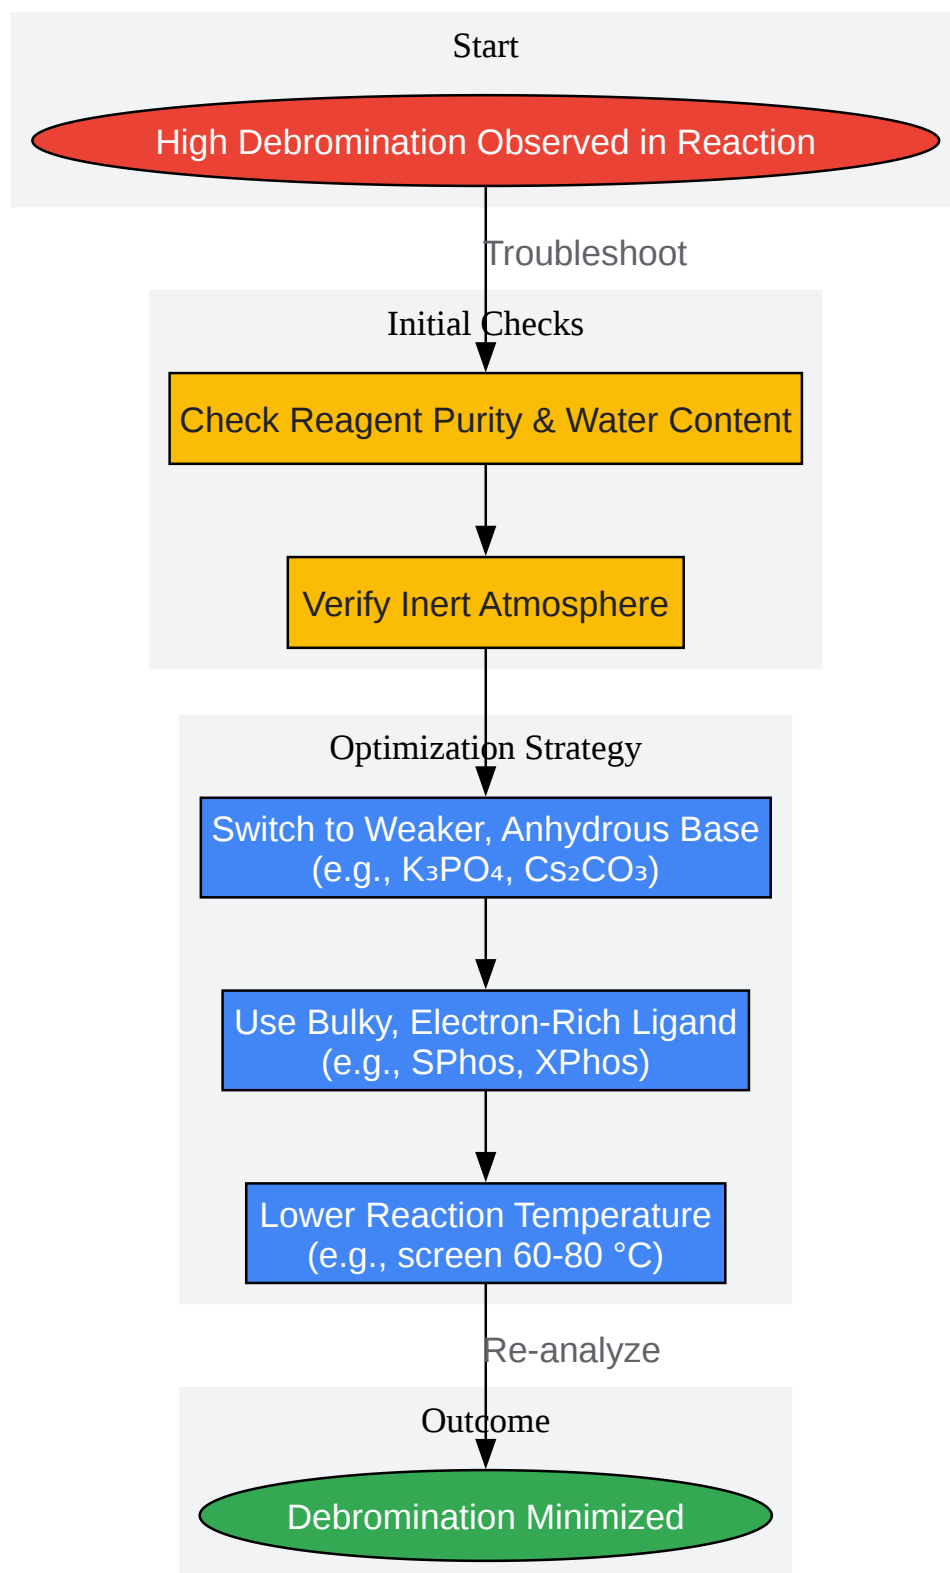 Start
High Debromination Observed in Reaction
Troubleshoot
Initial Checks
Check Reagent Purity & Water Content
Verify Inert Atmosphere
Optimization Strategy
Switch to Weaker, Anhydrous Base
(e.g., K₃PO₄, Cs₂CO₃)
Use Bulky, Electron-Rich Ligand
(e.g., SPhos, XPhos)
Lower Reaction Temperature
(e.g., screen 60-80 °C)
Re-analyze
Outcome
Debromination Minimized